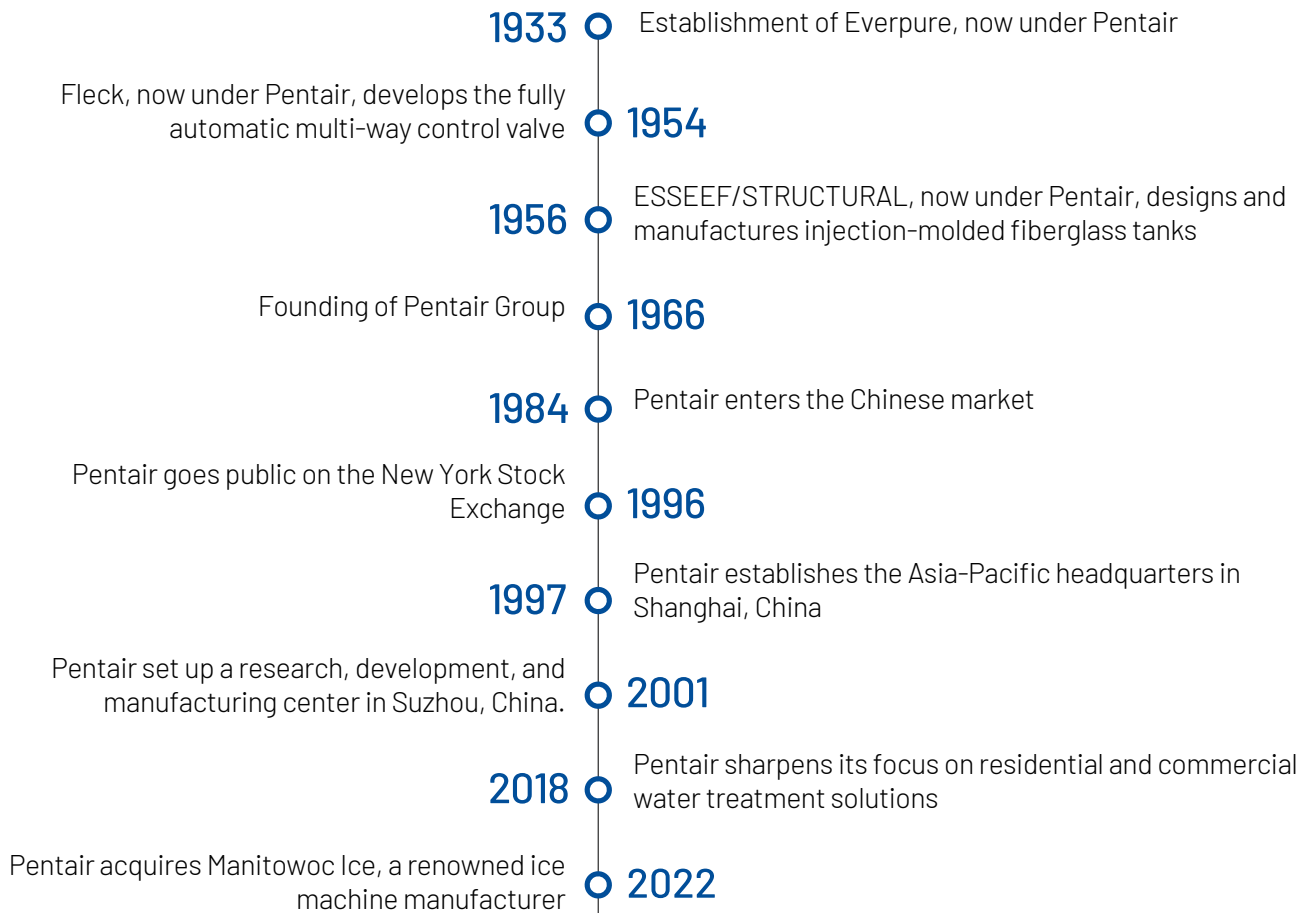 1933
Establishment of Everpure, now under Pentair
Fleck, now under Pentair, develops the fully
automatic multi-way control valve
1954
1956
ESSEEF/STRUCTURAL, now under Pentair, designs and
manufactures injection-molded fiberglass tanks
Founding of Pentair Group
1966
1984
Pentair enters the Chinese market
Pentair goes public on the New York Stock
Exchange
1996
1997
Pentair establishes the Asia-Pacific headquarters in
Shanghai, China
Pentair set up a research, development, and
manufacturing center in Suzhou, China.
2001
2018
Pentair sharpens its focus on residential and commercial
water treatment solutions
Pentair acquires Manitowoc Ice, a renowned ice
machine manufacturer
2022